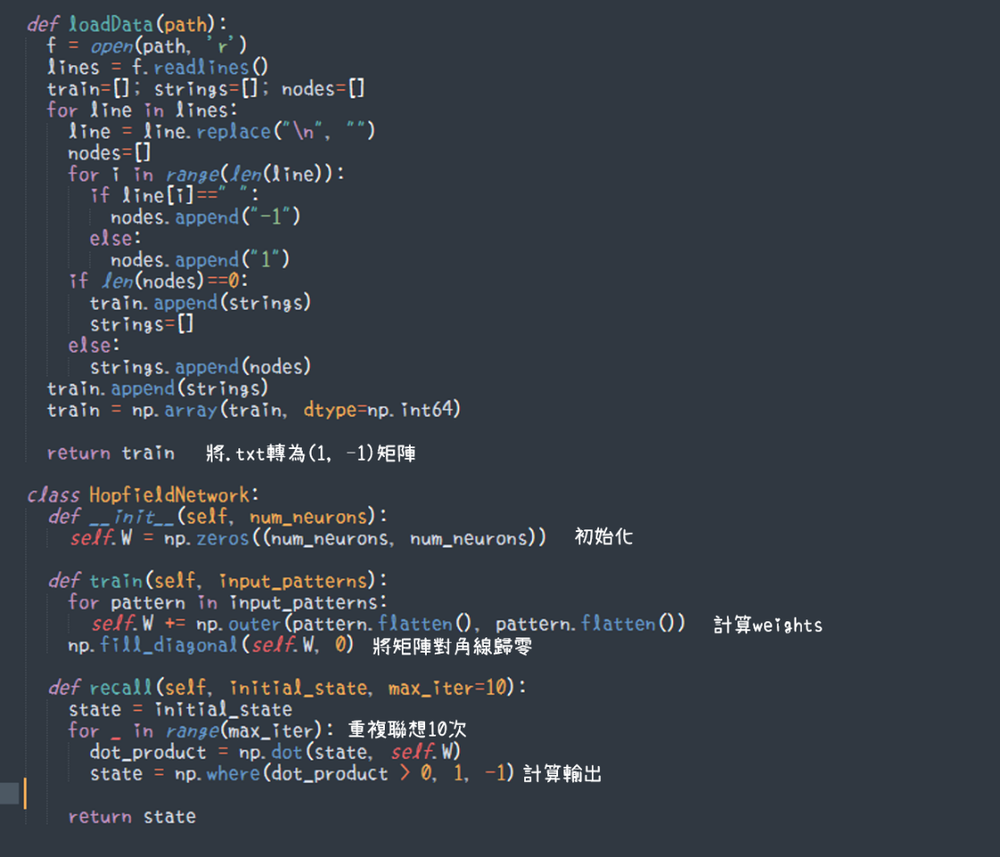 def loadData(path):
  f = open(path, 'r')
  lines = f.readlines()
  train=[]; strings=[]; nodes=[]
  for line in lines:
    line = line.replace("\n", "")
    nodes=[]
    for i in range(len(line)):
      if line[i]==" ":
        nodes.append("-1")
      else:
        nodes.append("1")
    if len(nodes)==0:
      train.append(strings)
      strings=[]
    else:
      strings.append(nodes)
  train.append(strings)
  train = np.array(train, dtype=np.int64)
  return train   將.txt轉為(1, -1)矩陣
class HopfieldNetwork:
  def __init__(self, num_neurons):
    self.W = np.zeros((num_neurons, num_neurons))   初始化
  def train(self, input_patterns):
    for pattern in input_patterns:
      self.W += np.outer(pattern.flatten(), pattern.flatten())   計算weights
    np.fill_diagonal(self.W, 0)   將矩陣對角線歸零
  def recall(self, initial_state, max_iter=10):
    state = initial_state
    for _ in range(max_iter):   重複聯想10次
      dot_product = np.dot(state, self.W)
      state = np.where(dot_product > 0, 1, -1)   計算輸出
    return state